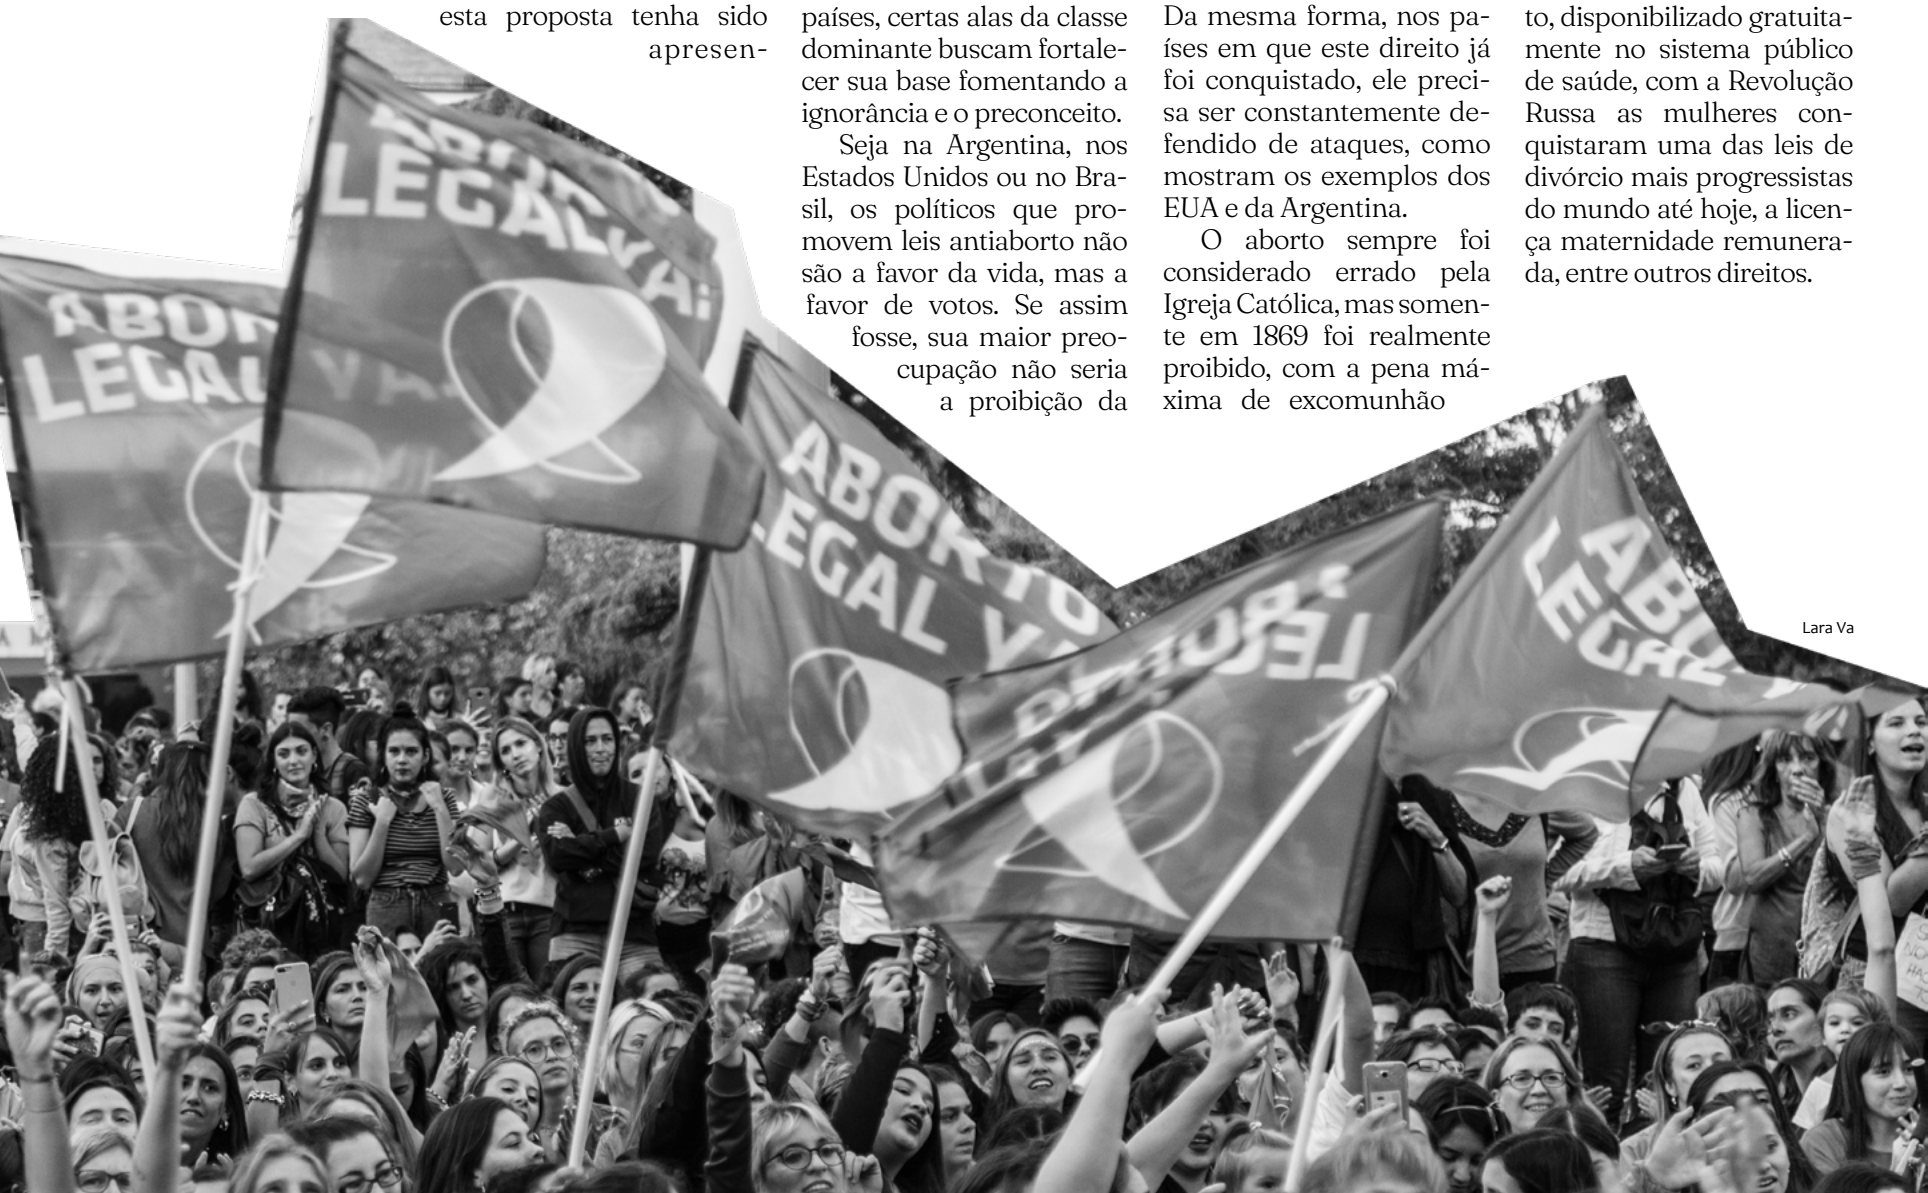 esta proposta tenha sido
apresen-
países, certas alas da classe
dominante buscam fortale-
cer sua base fomentando a
ignorância e o preconceito.
Seja na Argentina, nos
Estados Unidos ou no Bra-
sil, os políticos que pro-
movem leis antiaborto não
são a favor da vida, mas a
favor de votos. Se assim
fosse, sua maior preo-
cupação não seria
a proibição da
Da mesma forma, nos pa-
íses em que este direito já
foi conquistado, ele preci-
sa ser constantemente de-
fendido de ataques, como
mostram os exemplos dos
EUA e da Argentina.
O aborto sempre foi
considerado errado pela
Igreja Católica, mas somen-
te em 1869 foi realmente
proibido, com a pena má-
xima de excomunhão
to, disponibilizado gratuita-
mente no sistema público
de saúde, com a Revolução
Russa as mulheres con-
quistaram uma das leis de
divórcio mais progressistas
do mundo até hoje, a licen-
ça maternidade remunera-
da, entre outros direitos.
Lara Va
ABORTO
LEGAL YA!
ABOR
LEGAL YA
ABORTO
LEGAL Y
LEGAL
ABO
LEGAL